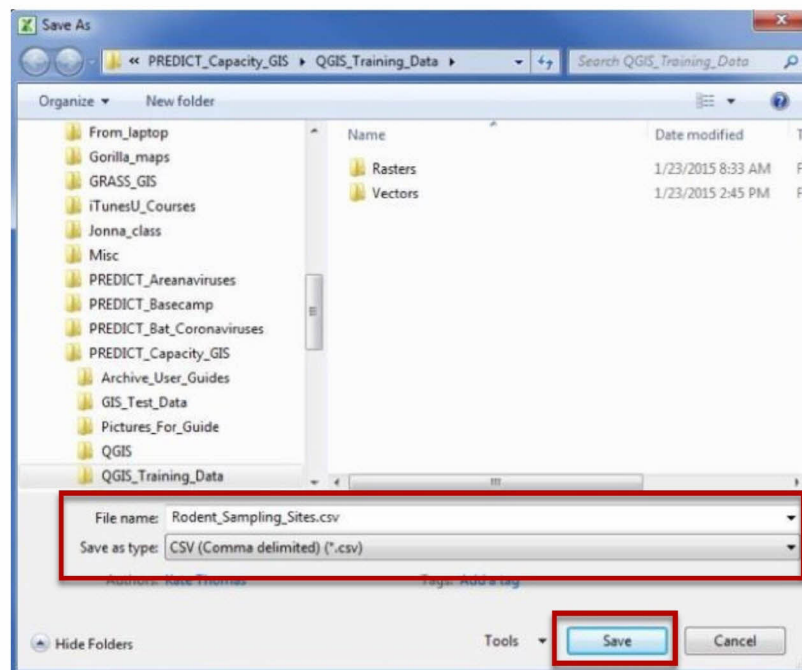 Save As
« PREDICT_Capacity_GIS ▸ QGIS_Training_Data ▸
Search QGIS_Training_Data
Organize ▾ New folder
From_laptop
Gorilla_maps
GRASS_GIS
iTunesU_Courses
Jonna_class
Misc
PREDICT_Areanaviruses
PREDICT_Basecamp
PREDICT_Bat_Coronaviruses
PREDICT_Capacity_GIS
Archive_User_Guides
GIS_Test_Data
Pictures_For_Guide
QGIS
QGIS_Training_Data
Name Date modified
Rasters 1/23/2015 8:33 AM
Vectors 1/23/2015 2:45 PM
File name: Rodent_Sampling_Sites.csv
Save as type: CSV (Comma delimited) (*.csv)
Authors: Kate Thomas Tags: Add a tag
Hide Folders Tools Save Cancel